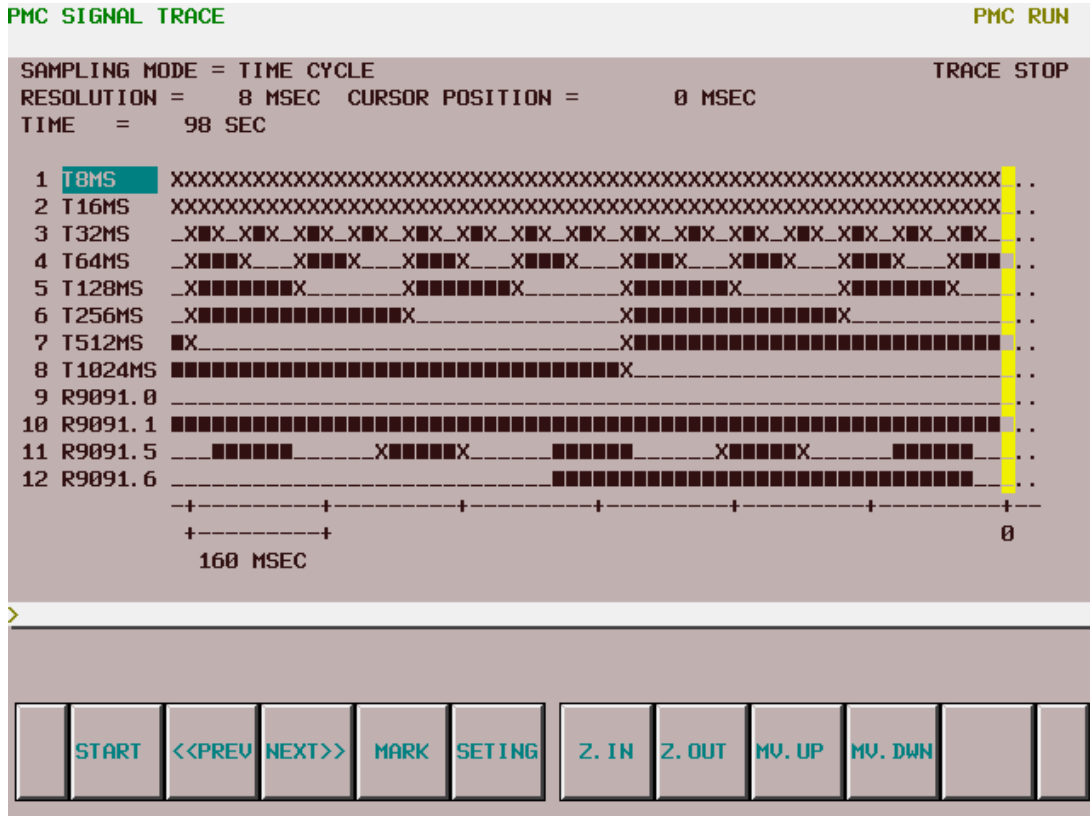 PMC SIGNAL TRACE PMC RUN
SAMPLING MODE = TIME CYCLE TRACE STOP
RESOLUTION = 8 MSEC CURSOR POSITION = 0 MSEC
TIME = 98 SEC
1 T8MS
2 T16MS
3 T32MS
4 T64MS
5 T128MS
6 T256MS
7 T512MS
8 T1024MS
9 R9091.0
10 R9091.1
11 R9091.5
12 R9091.6
0
160 MSEC
>
START <<PREV NEXT>> MARK SETING Z.IN Z.OUT MV.UP MV.DWN